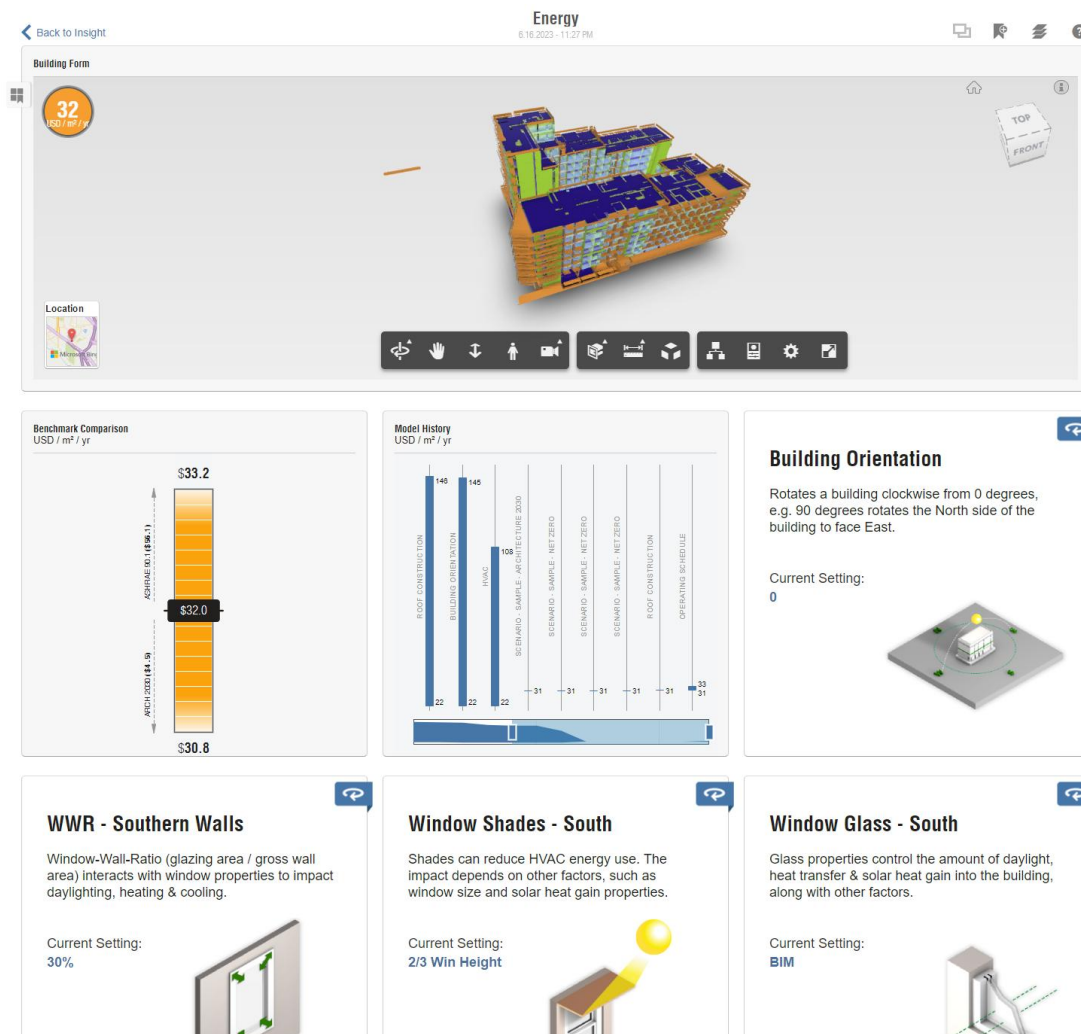 Energy
Back to Insight
6.16.2023 - 11:27 PM
Building Form
32
USD / m² / yr
TOP
FRONT
Location
Microsoft Bing
Benchmark Comparison
USD / m² / yr
$33.2
ASHRAE 90.1 ($56.1)
$32.0
ARCH 2030 ($4.5)
$30.8
Model History
USD / m² / yr
146
145
108
ROOF CONSTRUCTION
BUILDING ORIENTATION
HVAC
SCENARIO - SAMPLE - ARCHITECTURE 2030
SCENARIO - SAMPLE - NET ZERO
SCENARIO - SAMPLE - NET ZERO
SCENARIO - SAMPLE - NET ZERO
ROOF CONSTRUCTION
OPERATING SCHEDULE
22
22
22
31
31
31
31
31
33
31
Building Orientation
Rotates a building clockwise from 0 degrees,
e.g. 90 degrees rotates the North side of the
building to face East.
Current Setting:
0
WWR - Southern Walls
Window-Wall-Ratio (glazing area / gross wall
area) interacts with window properties to impact
daylighting, heating & cooling.
Current Setting:
30%
Window Shades - South
Shades can reduce HVAC energy use. The
impact depends on other factors, such as
window size and solar heat gain properties.
Current Setting:
2/3 Win Height
Window Glass - South
Glass properties control the amount of daylight,
heat transfer & solar heat gain into the building,
along with other factors.
Current Setting:
BIM